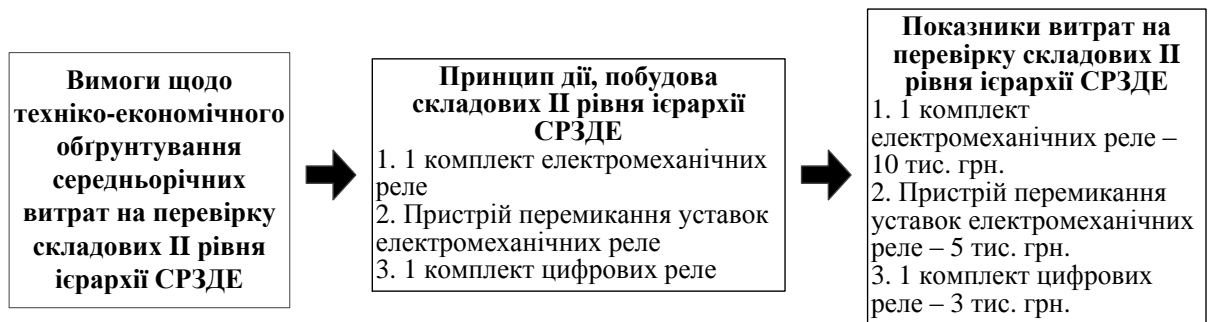 Вимоги щодо
техніко-економічного
обґрунтування
середньорічних
витрат на перевірку
складових II рівня
ієрархії СРЗДЕ
Принцип дії, побудова
складових II рівня ієрархії
СРЗДЕ
1. 1 комплект електромеханічних
реле
2. Пристрій перемикання уставок
електромеханічних реле
3. 1 комплект цифрових реле
Показники витрат на
перевірку складових II
рівня ієрархії СРЗДЕ
1. 1 комплект
електромеханічних реле –
10 тис. грн.
2. Пристрій перемикання
уставок електромеханічних
реле – 5 тис. грн.
3. 1 комплект цифрових
реле – 3 тис. грн.